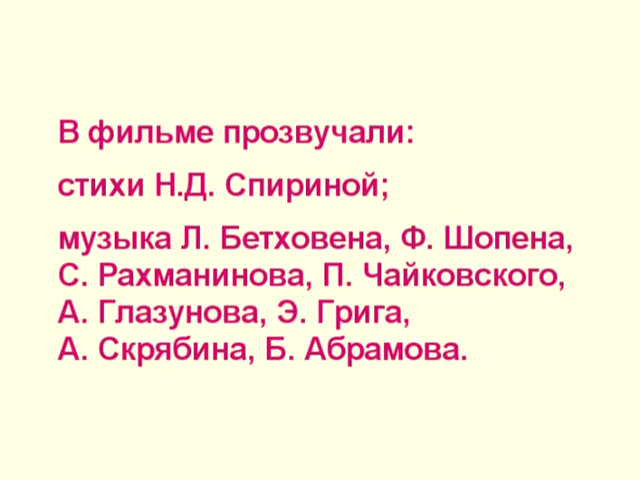 В фильме прозвучали:
стихи Н.Д. Спириной;
музыка Л. Бетховена, Ф. Шопена,
С. Рахманинова, П. Чайковского,
А. Глазунова, Э. Грига,
А. Скрябина, Б. Абрамова.